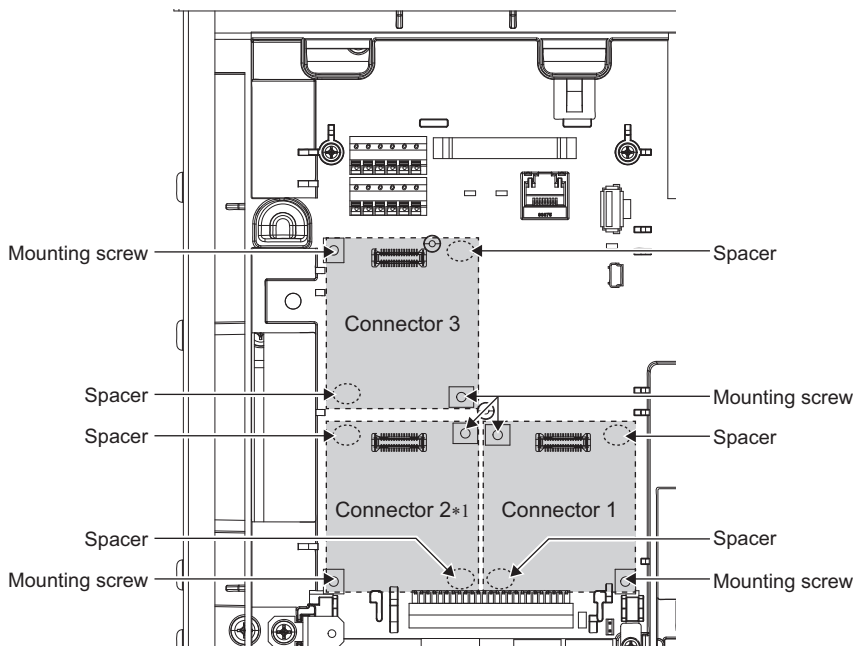 Mounting screw
Spacer
Connector 3
Spacer
Mounting screw
Spacer
Spacer
Connector 2*1
Connector 1
Spacer
Spacer
Mounting screw
Mounting screw